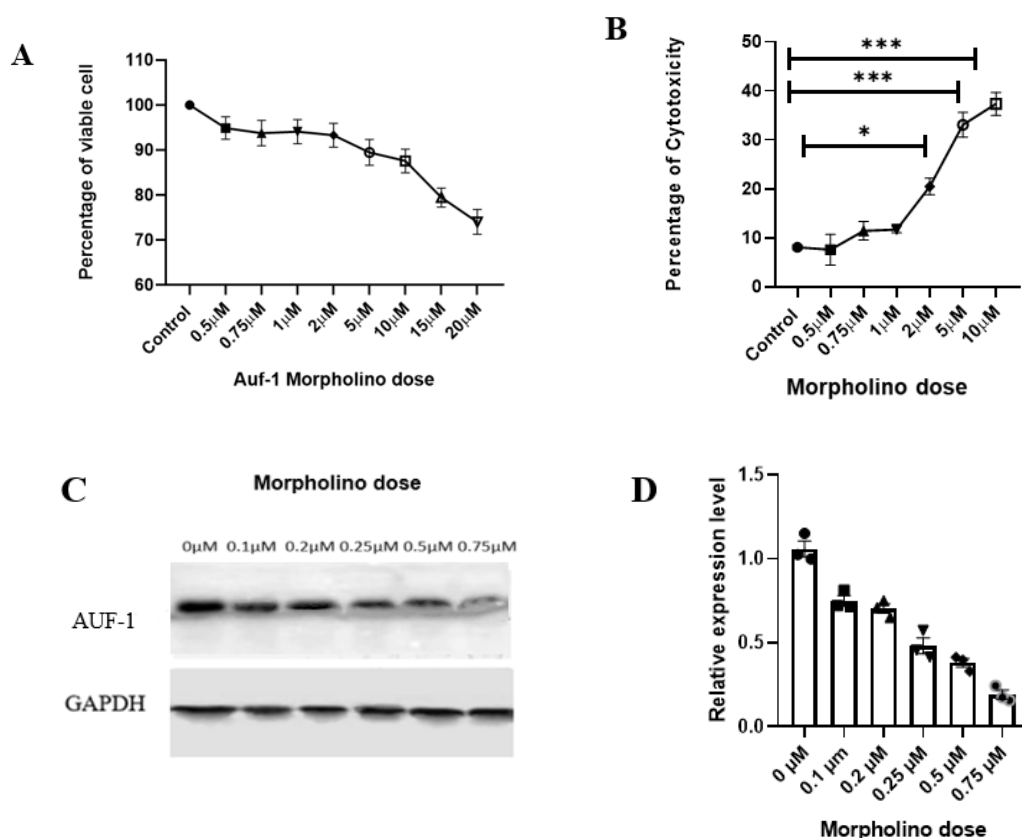 A
Percentage of viable cell
110
100
90
80
70
60
Control
0.5µM
0.75µM
1µM
2µM
5µM
10µM
15µM
20µM
Auf-1 Morpholino dose
B
Percentage of Cytotoxicity
50
40
30
20
10
0
***
***
*
Control
0.5µM
0.75µM
1µM
2µM
5µM
10µM
Morpholino dose
C
Morpholino dose
0µM 0.1µM 0.2µM 0.25µM 0.5µM 0.75µM
AUF-1
GAPDH
D
Relative expression level
1.5
1.0
0.5
0.0
0 µM
0.1 µm
0.2 µM
0.25 µM
0.5 µM
0.75 µM
Morpholino dose